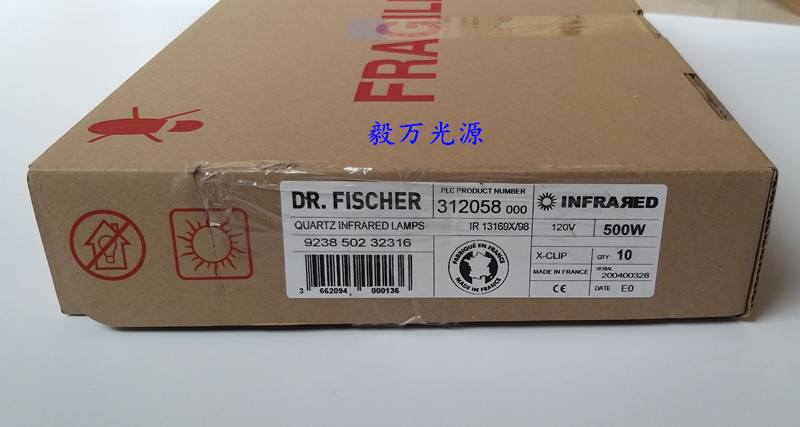 FRAGIL
毅万光源
DR. FISCHER
PLC PRODUCT NUMBER
312058 000
INFRARED
QUARTZ INFRARED LAMPS
IR 13169X/98
120V
500W
9238 502 32316
FABRIQUÉ EN FRANCE
MADE IN FRANCE
X-CLIP
QTY: 10
MADE IN FRANCE
SERIAL
200400328
CE
DATE E0
3 662094 000136